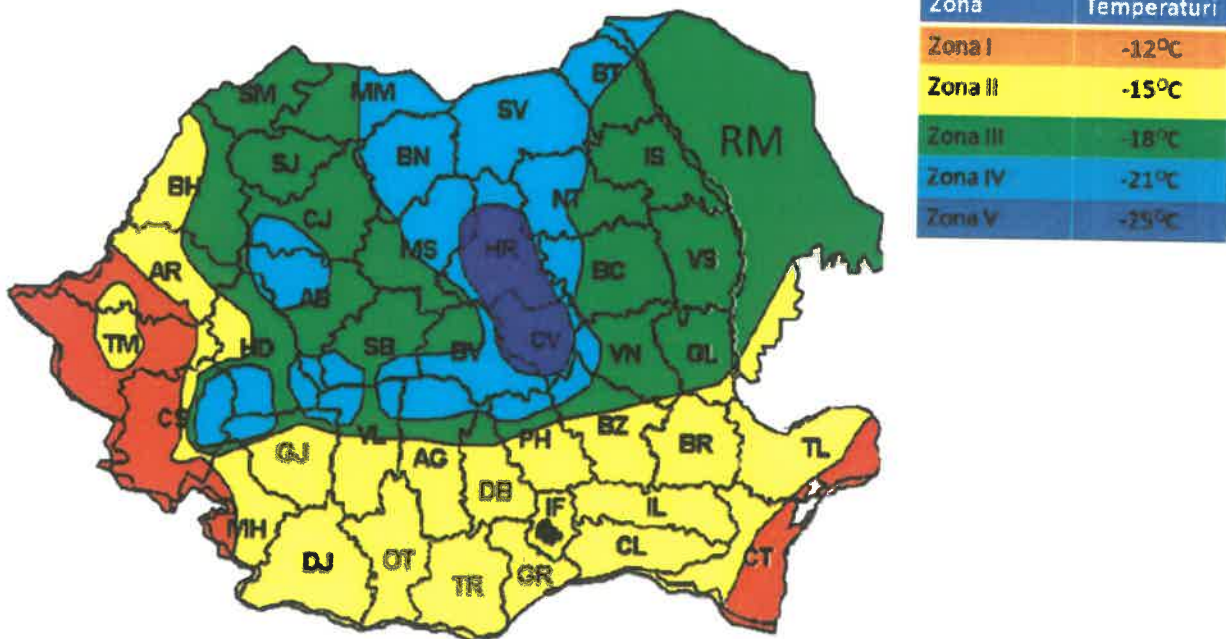 Zona Temperaturi
Zona I -12°C
Zona II -15°C
Zona III -18°C
Zona IV -21°C
Zona V -25°C
BT
SM
MM
SV
RM
BN
IS
SJ
BH
NT
CJ
MS
HR
VS
AR
BC
AB
TM
HD
SB
BV
CV
VN
GL
CS
BZ
GJ
VL
PH
BR
TL
AG
DB
IF
IL
MH
CL
CT
DJ
OT
TR
GR